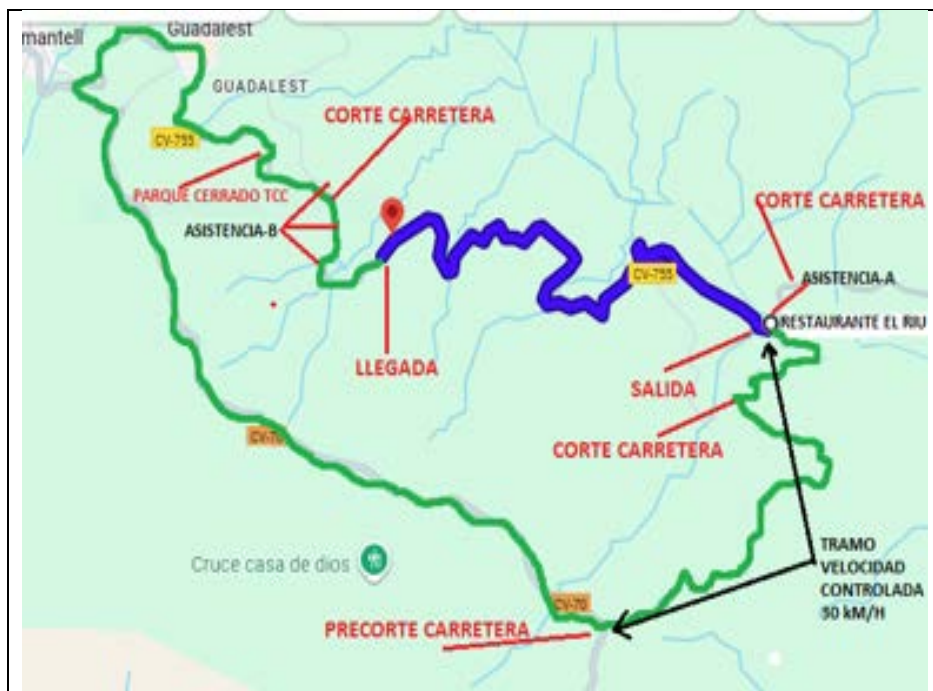 mantell
Guadalest
GUADALEST
CORTE CARRETERA
CV-755
PARQUE CERRADO TCC
ASISTENCIA-B
CORTE CARRETERA
CV-755
ASISTENCIA-A
RESTAURANTE EL RIU
LLEGADA
SALIDA
CV-70
CORTE CARRETERA
TRAMO
VELOCIDAD
CONTROLADA
50 kM/H
Cruce casa de dios
CV-70
PRECORTE CARRETERA